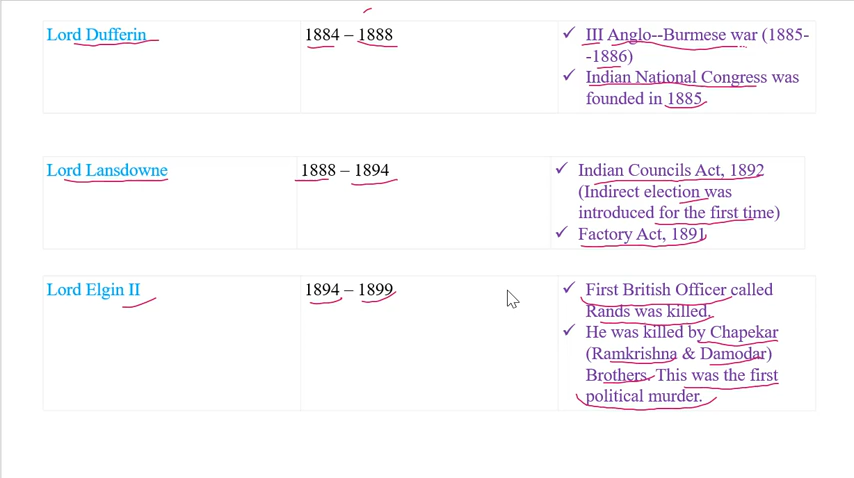 Lord Dufferin 1884 – 1888 ✓ III Anglo--Burmese war (1885-
-1886)
✓ Indian National Congress was
founded in 1885
Lord Lansdowne 1888 – 1894 ✓ Indian Councils Act, 1892
(Indirect election was
introduced for the first time)
✓ Factory Act, 1891
Lord Elgin II 1894 – 1899 ✓ First British Officer called
Rands was killed.
✓ He was killed by Chapekar
(Ramkrishna & Damodar)
Brothers. This was the first
political murder.